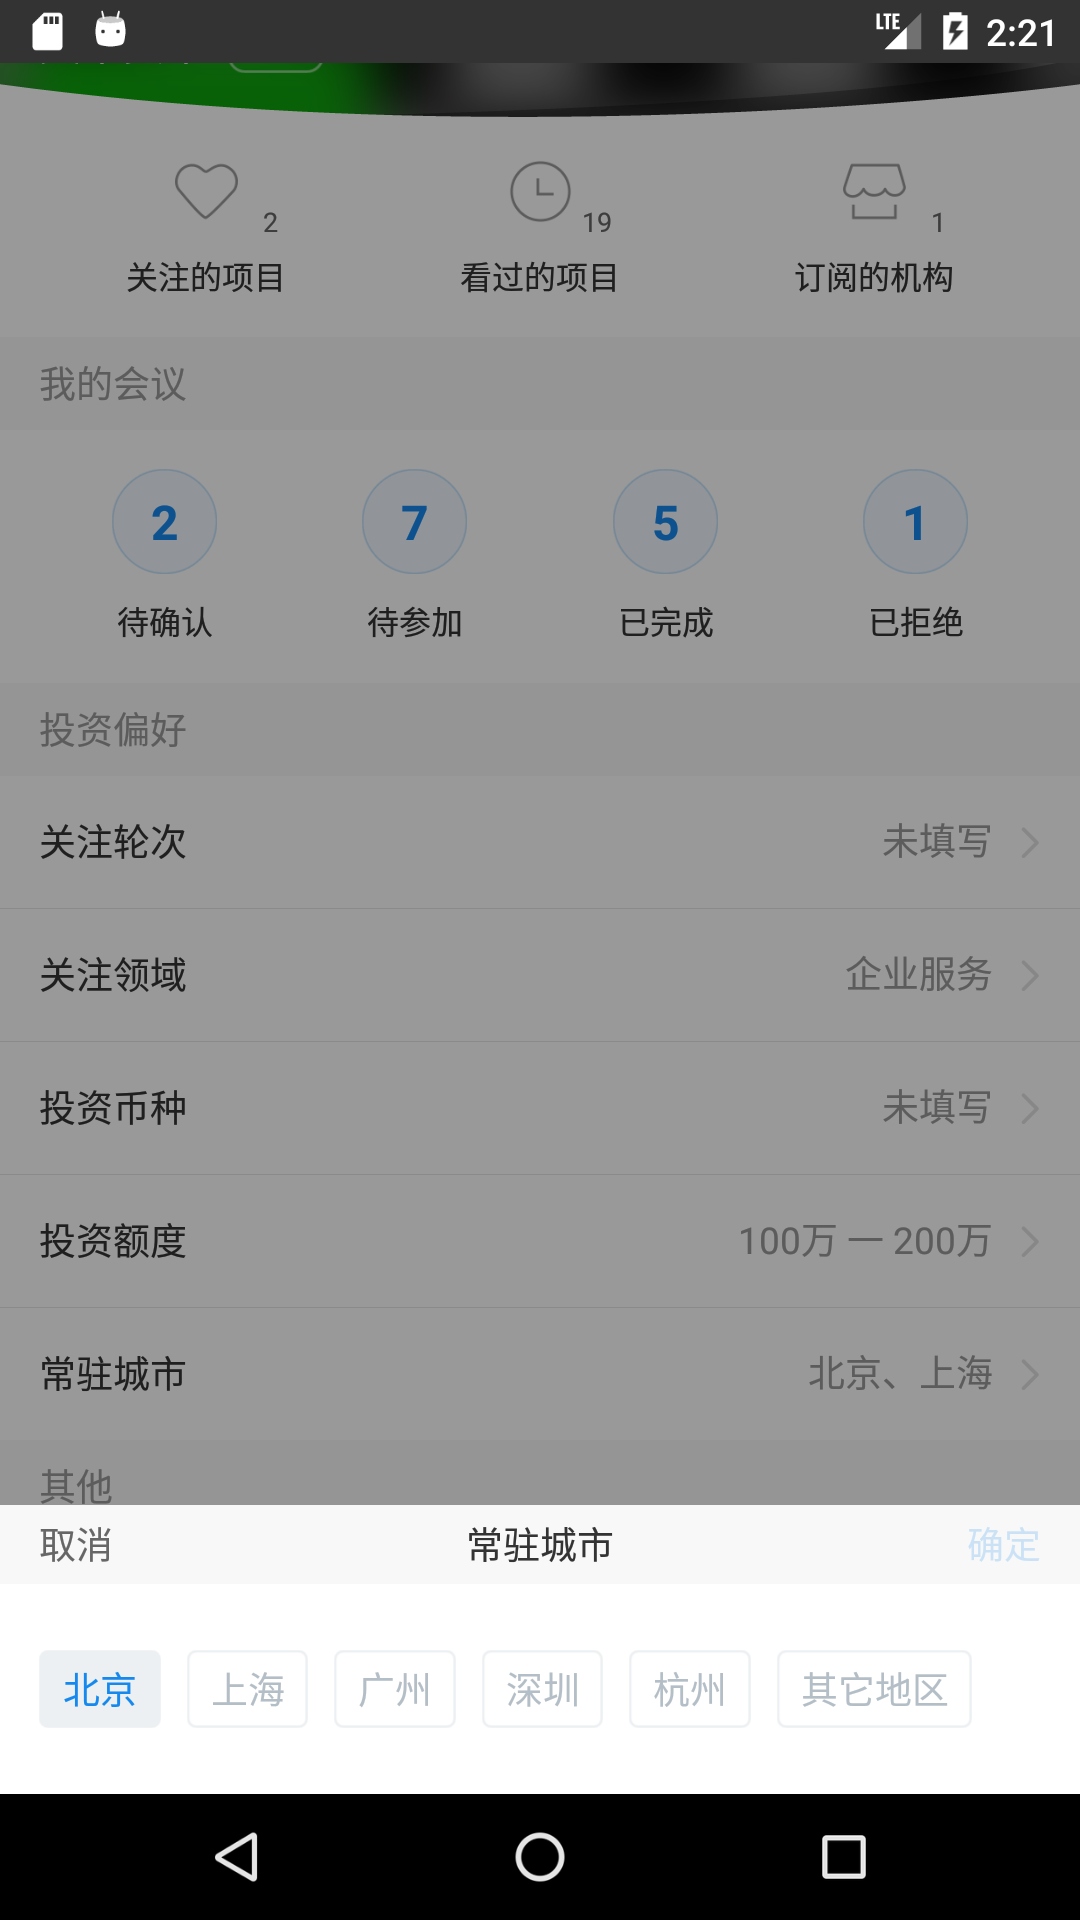 LTE 2:21
2 19 1
关注的项目 看过的项目 订阅的机构
我的会议
2 7 5 1
待确认 待参加 已完成 已拒绝
投资偏好
关注轮次 未填写
关注领域 企业服务
投资币种 未填写
投资额度 100万 一 200万
常驻城市 北京、上海
其他
取消 常驻城市 确定
北京 上海 广州 深圳 杭州 其它地区